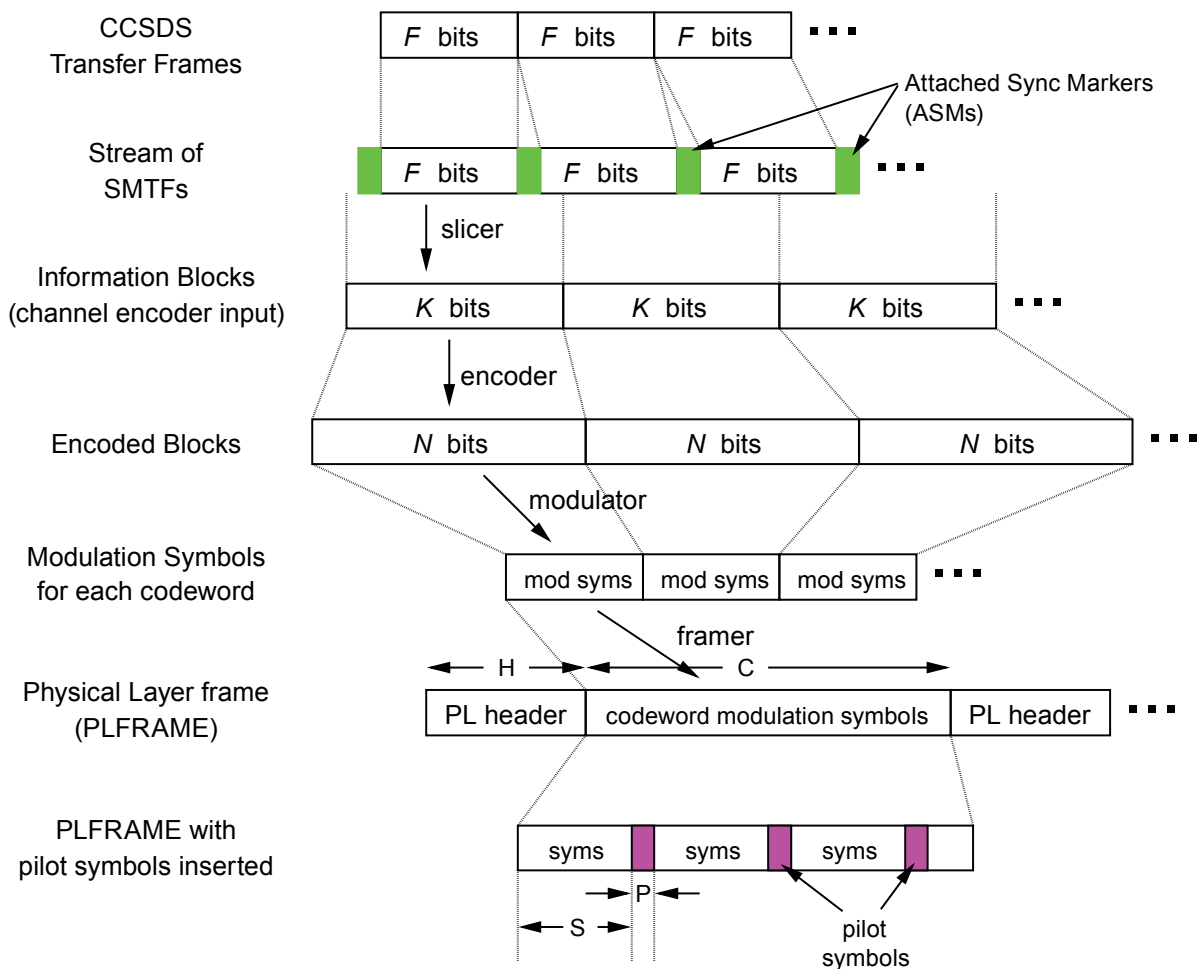 CCSDS
Transfer Frames
F bits
F bits
F bits
Attached Sync Markers
(ASMs)
Stream of
SMTFs
F bits
F bits
F bits
slicer
Information Blocks
(channel encoder input)
K bits
K bits
K bits
encoder
Encoded Blocks
N bits
N bits
N bits
modulator
Modulation Symbols
for each codeword
mod syms
mod syms
mod syms
framer
H
C
Physical Layer frame
(PLFRAME)
PL header
codeword modulation symbols
PL header
PLFRAME with
pilot symbols inserted
syms
syms
syms
P
S
pilot
symbols